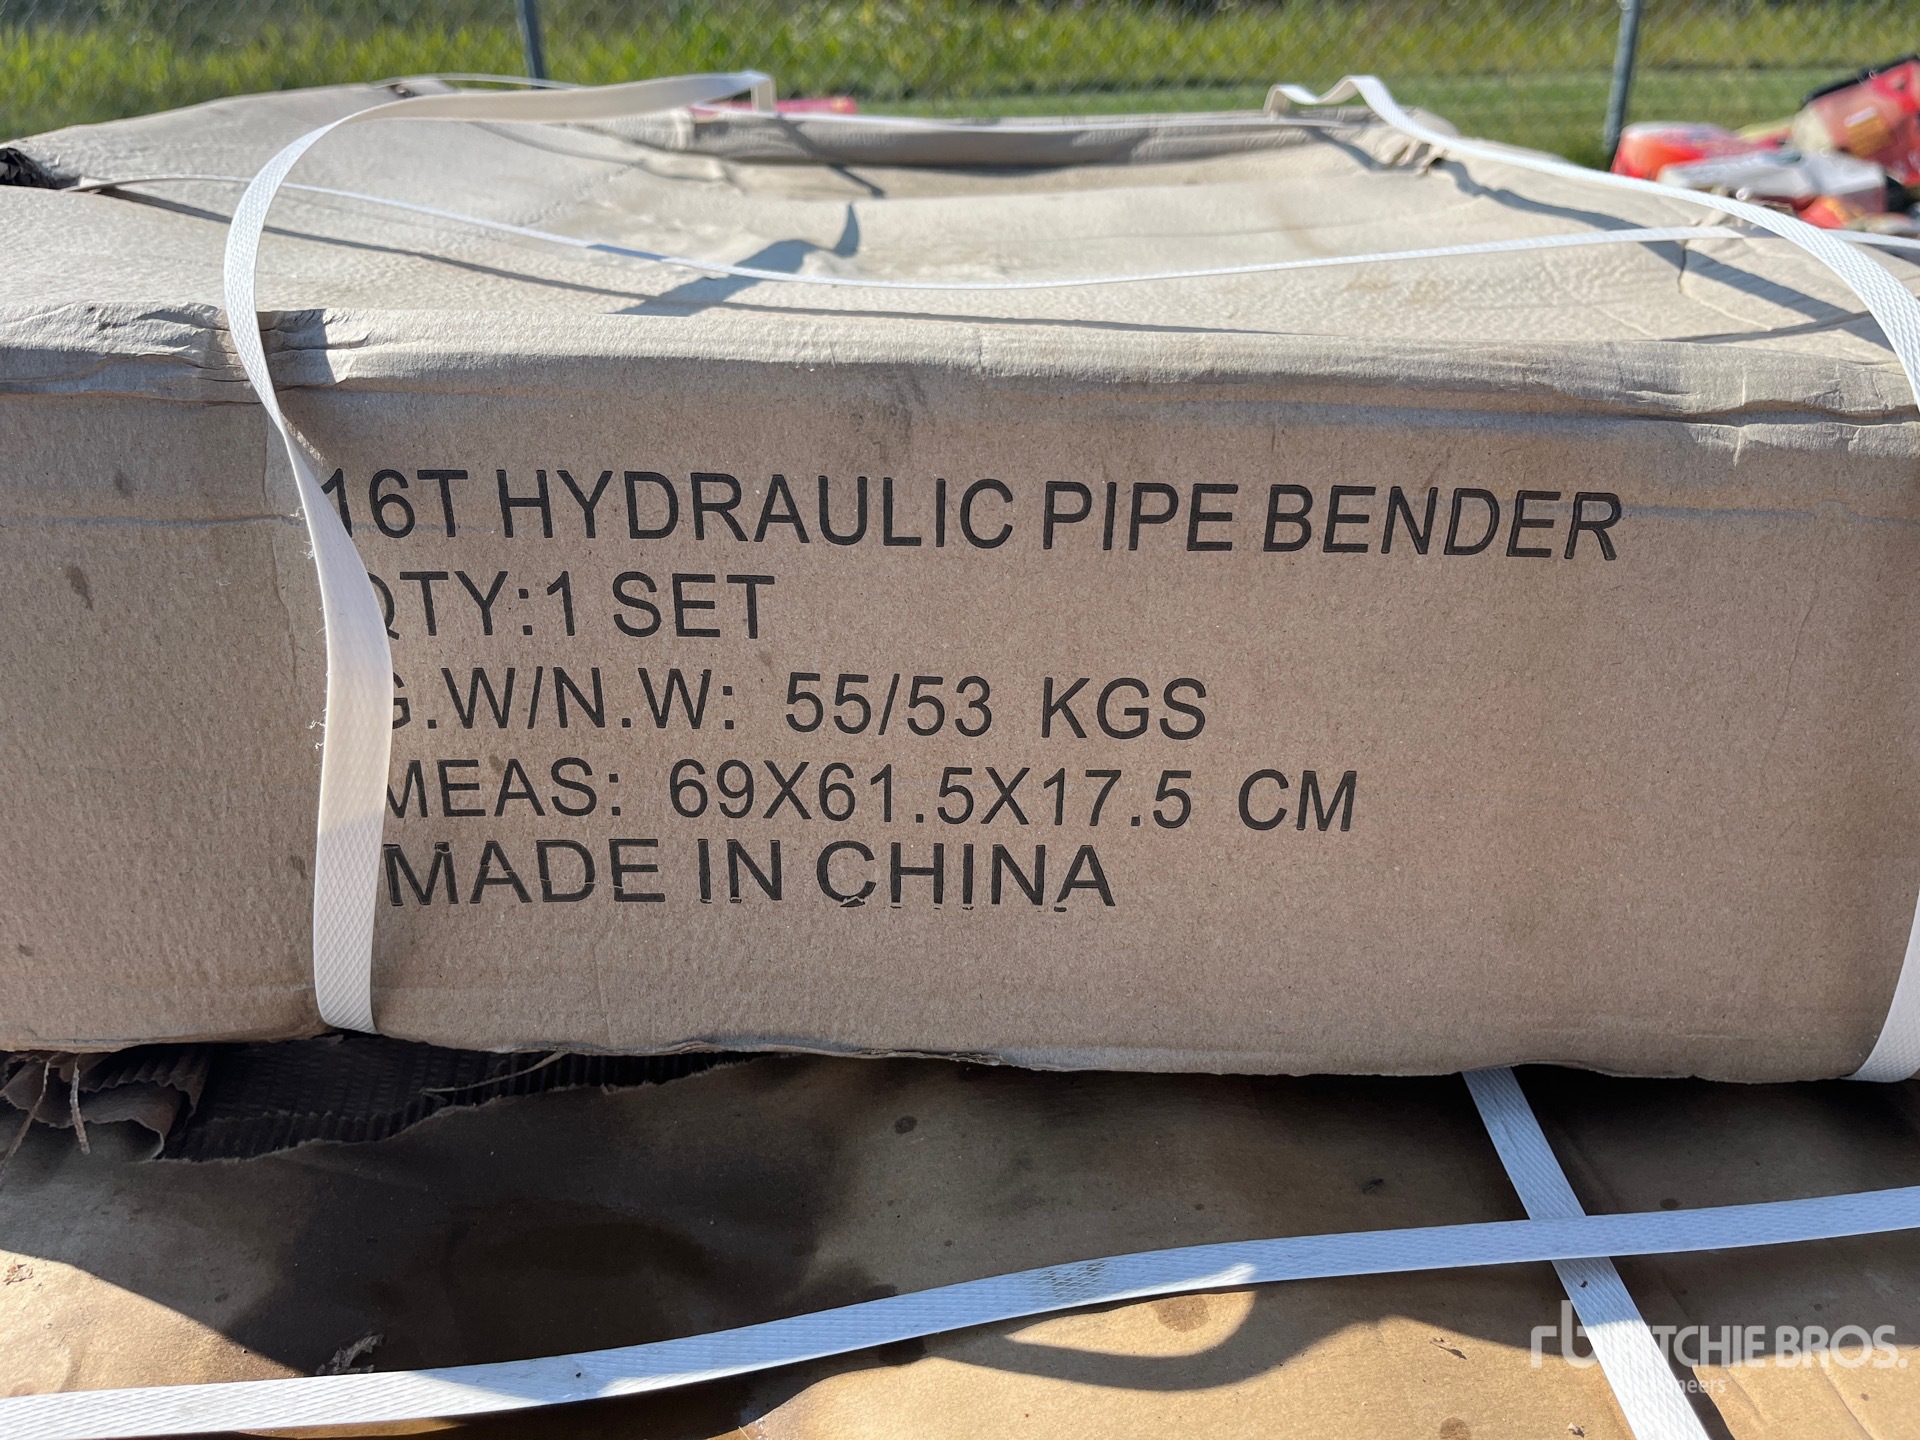 16T HYDRAULIC PIPE BENDER
QTY:1 SET
G.W/N.W: 55/53 KGS
MEAS: 69X61.5X17.5 CM
MADE IN CHINA
rb RITCHIE BROS.